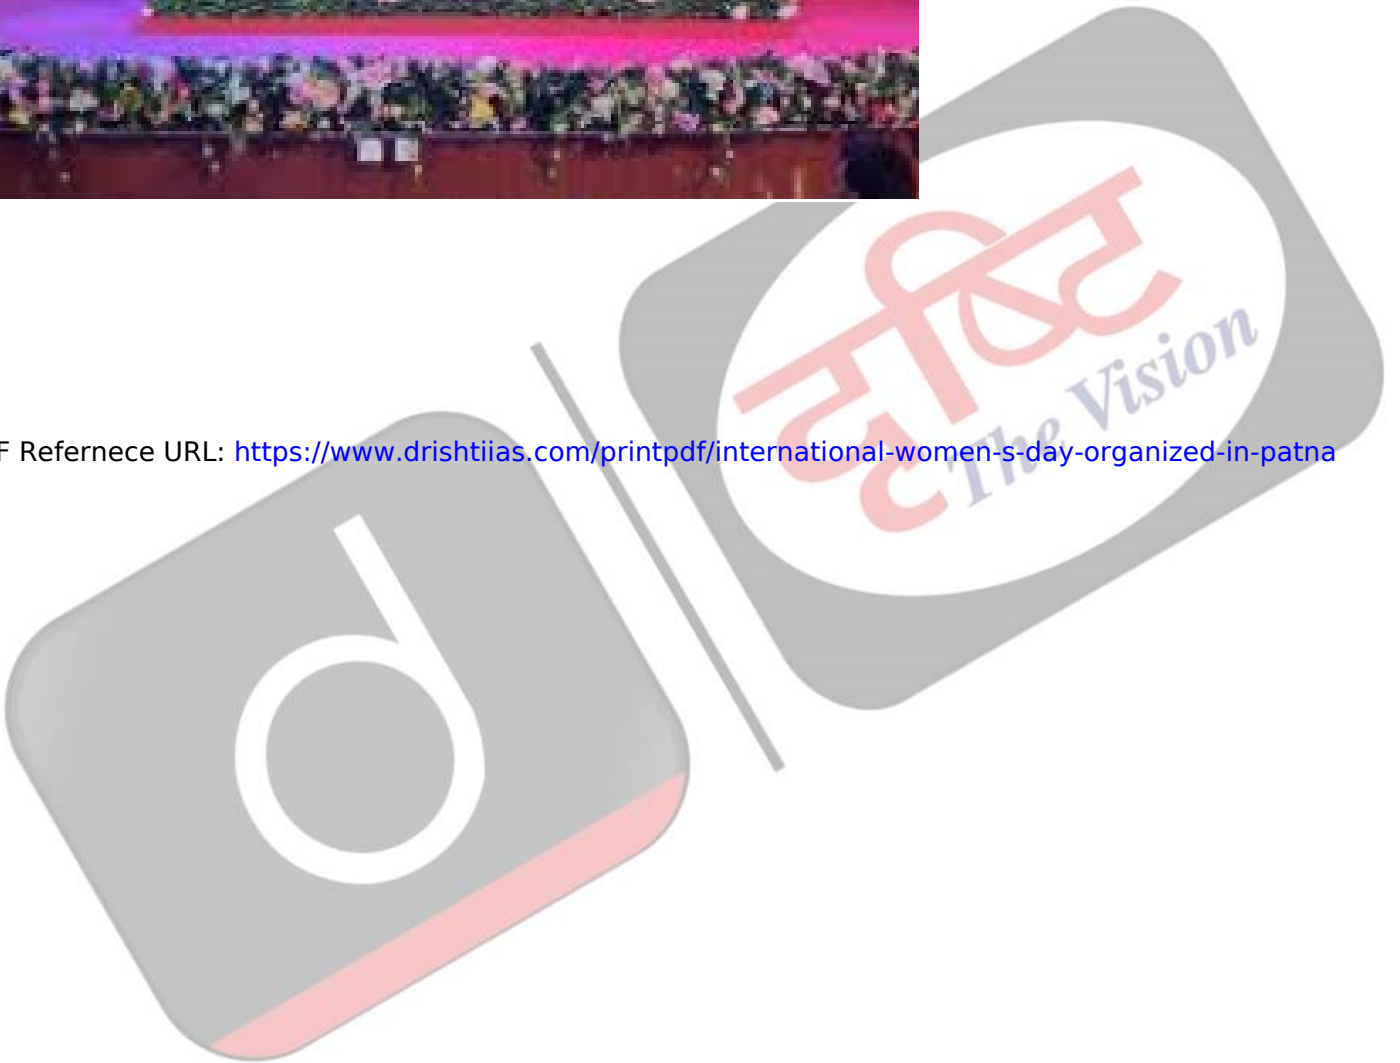 दृष्टि
The Vision
F Refernece URL: https://www.drishtiias.com/printpdf/international-women-s-day-organized-in-patna
d